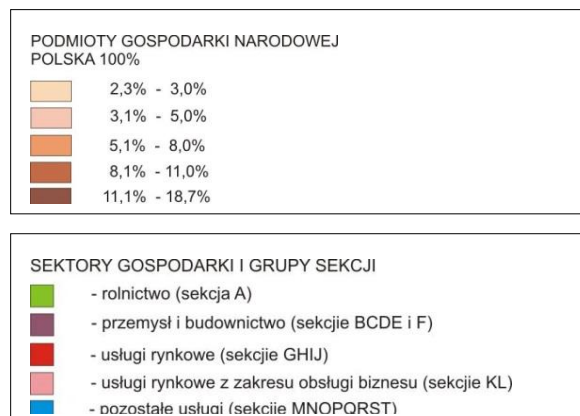 PODMIOTY GOSPODARKI NARODOWEJ
POLSKA 100%
2,3% - 3,0%
3,1% - 5,0%
5,1% - 8,0%
8,1% - 11,0%
11,1% - 18,7%
SEKTORY GOSPODARKI I GRUPY SEKCJI
- rolnictwo (sekcja A)
- przemysł i budownictwo (sekcjie BCDE i F)
- usługi rynkowe (sekcjie GHIJ)
- usługi rynkowe z zakresu obsługi biznesu (sekcjie KL)
- pozostałe usługi (sekcjie MNOPQRST)